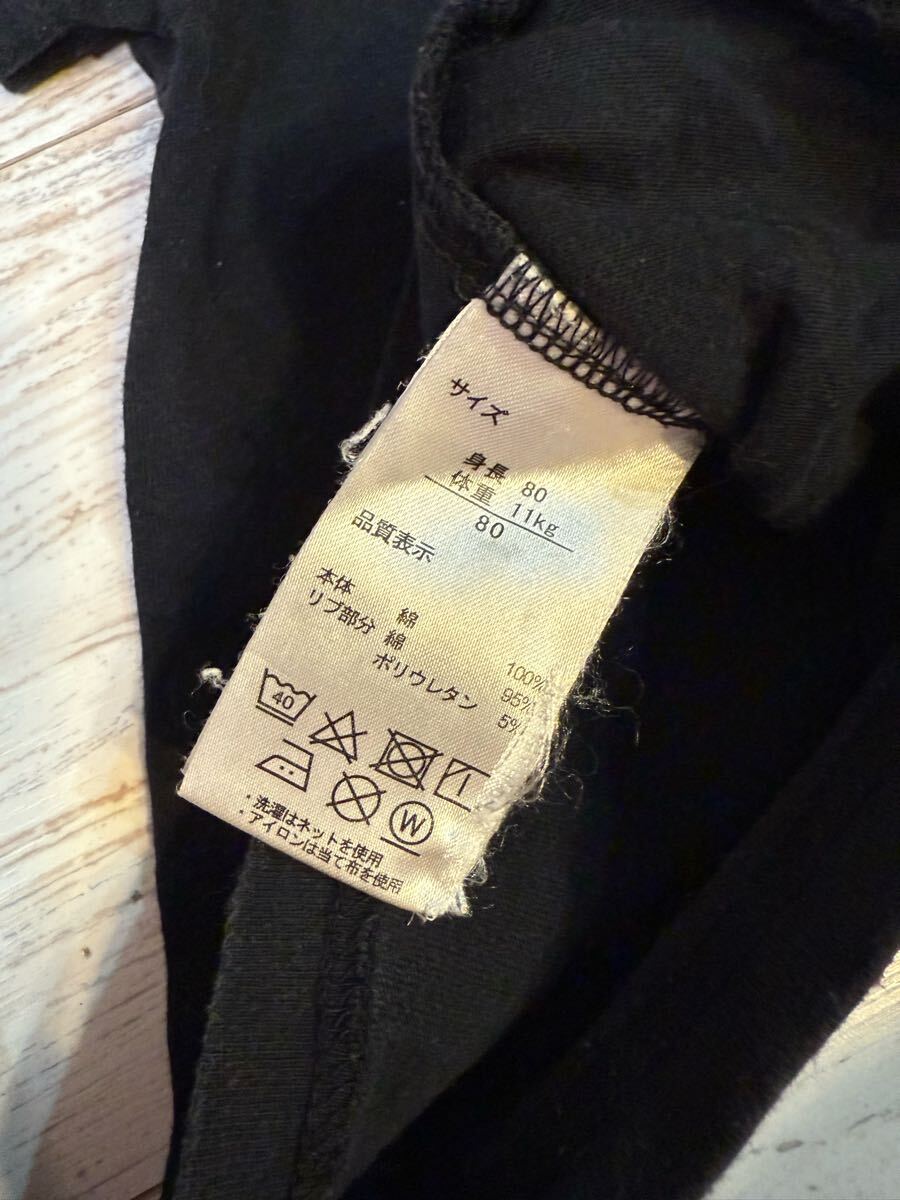 サイズ
身長 80
体重 11kg
80
品質表示
本体 綿 100%
リブ部分 綿 95%
ポリウレタン 5%
40
W
・洗濯はネットを使用
・アイロンは当て布を使用